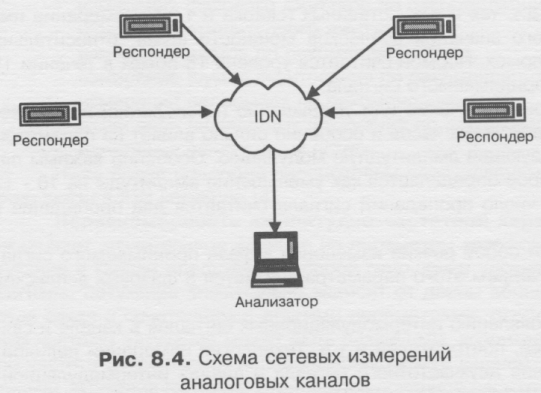 Респондер
Респондер
Респондер
IDN
Респондер
Анализатор
Рис. 8.4. Схема сетевых измерений
аналоговых каналов